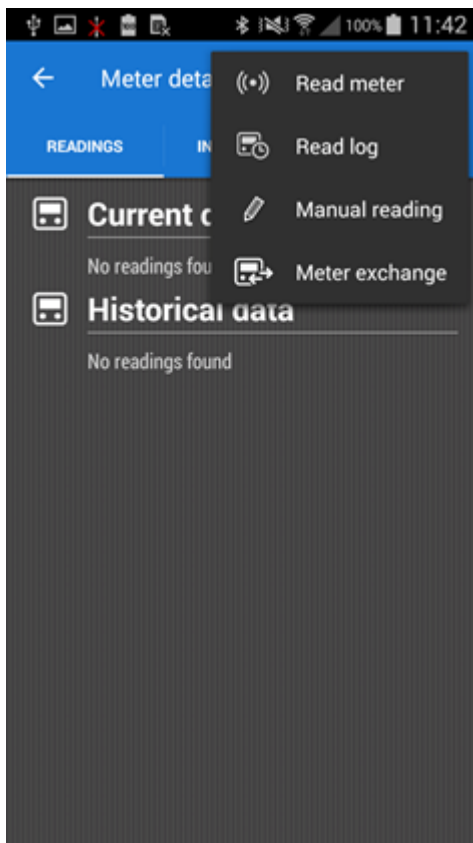 100% 11:42
Meter deta
READINGS IN
Read meter
Read log
Manual reading
Meter exchange
Current
No readings fou
Historical data
No readings found